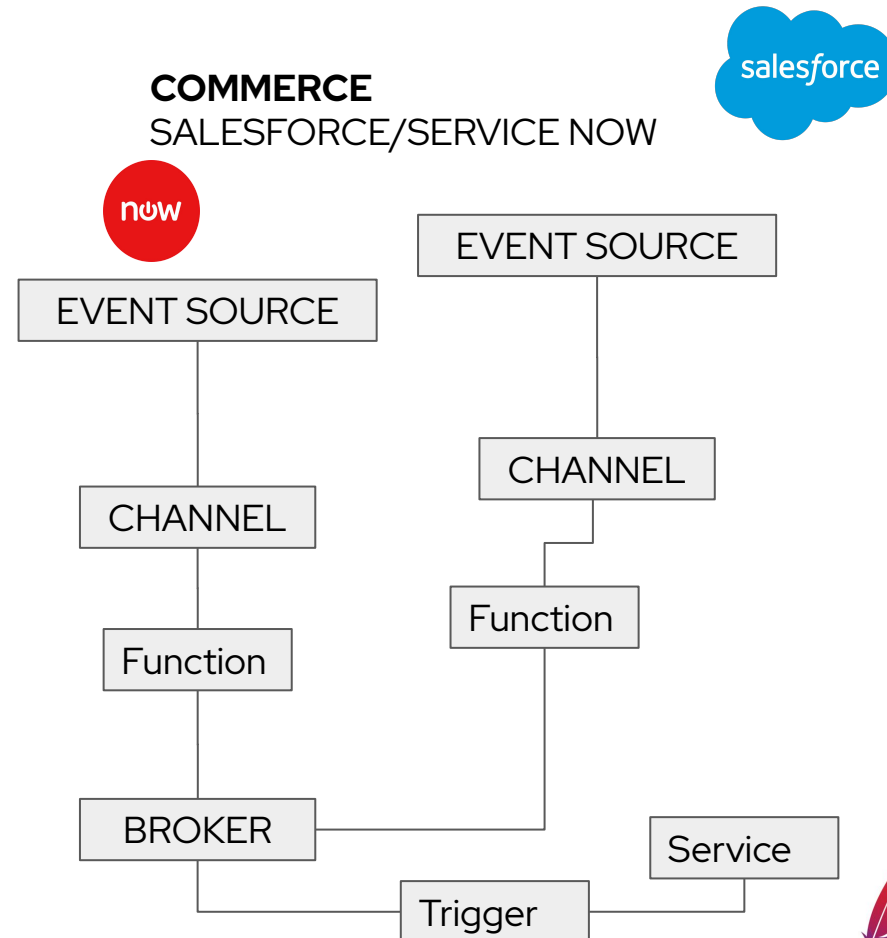 COMMERCE
SALESFORCE/SERVICE NOW
salesforce
now
EVENT SOURCE
EVENT SOURCE
CHANNEL
CHANNEL
Function
Function
BROKER
Service
Trigger